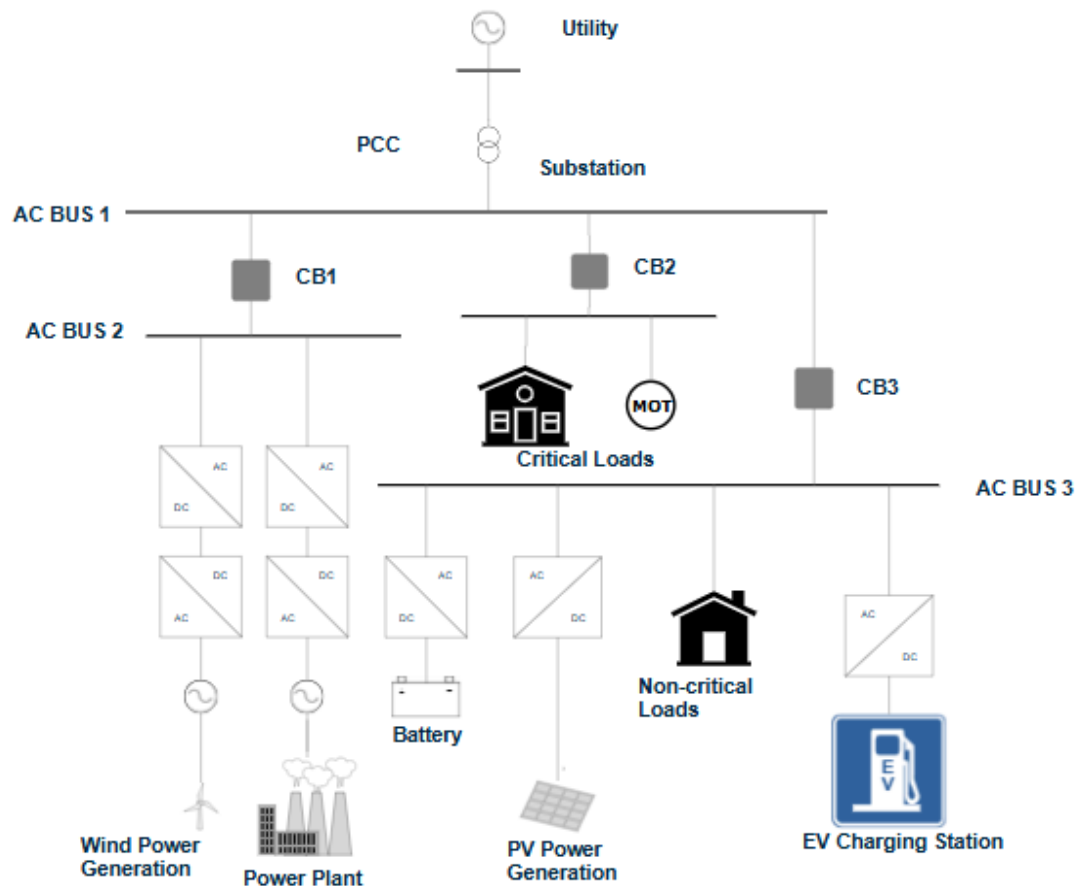 Utility
PCC
Substation
AC BUS 1
CB1
CB2
AC BUS 2
CB3
MOT
Critical Loads
AC BUS 3
AC
DC
AC
DC
DC
AC
DC
AC
AC
DC
AC
DC
AC
DC
Non-critical
Loads
Battery
EV
Wind Power
Generation
Power Plant
PV Power
Generation
EV Charging Station